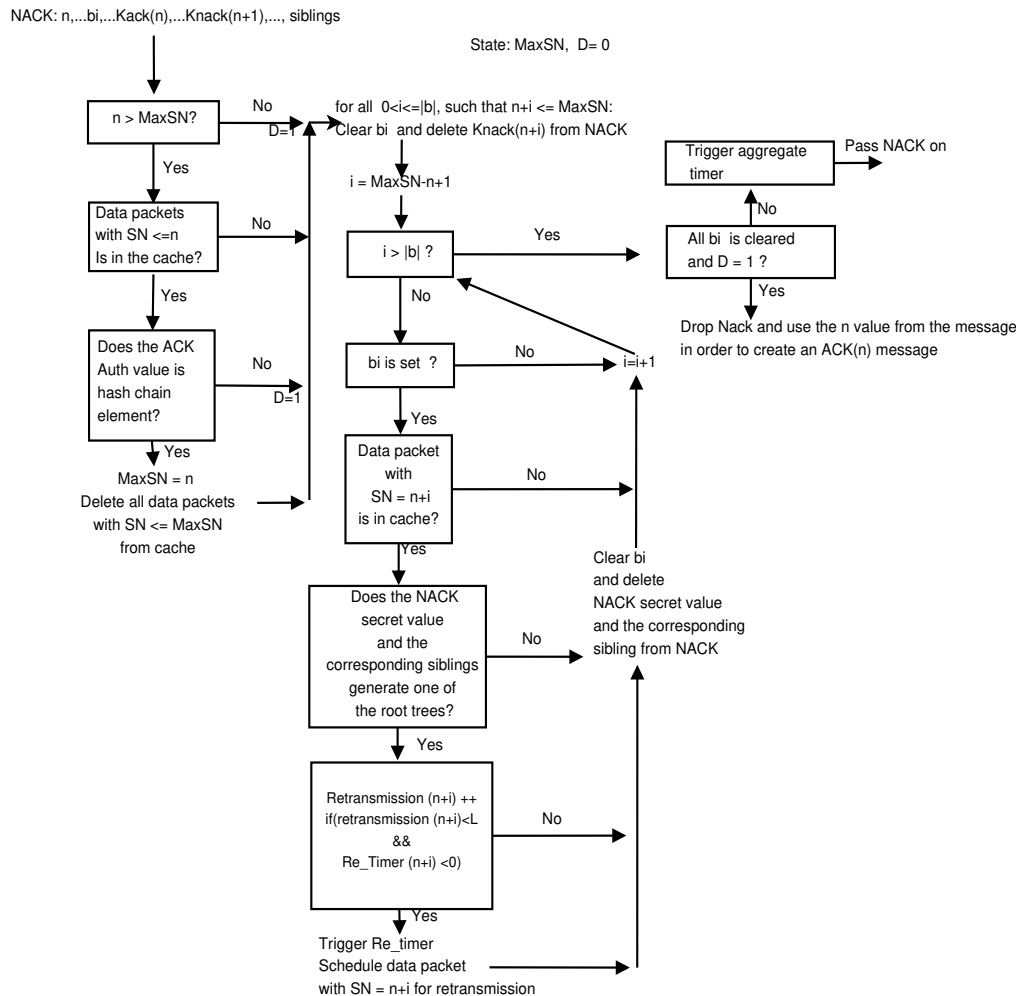 NACK: n,...bi,...Kack(n),...Knack(n+1),..., siblings
State: MaxSN, D= 0
n > MaxSN?
No
D=1
Yes
Data packets
with SN <=n
Is in the cache?
No
Yes
Does the ACK
Auth value is
hash chain
element?
No
D=1
Yes
MaxSN = n
Delete all data packets
with SN <= MaxSN
from cache
for all 0<i<=|b|, such that n+i <= MaxSN:
Clear bi and delete Knack(n+i) from NACK
i = MaxSN-n+1
i > |b| ?
Yes
No
bi is set ?
No
i=i+1
Yes
Data packet
with
SN = n+i
is in cache?
No
Yes
Does the NACK
secret value
and the
corresponding siblings
generate one of
the root trees?
No
Yes
Retransmission (n+i) ++
if(retransmission (n+i)<L
&&
Re_Timer (n+i) <0)
No
Yes
Trigger Re_timer
Schedule data packet
with SN = n+i for retransmission
Clear bi
and delete
NACK secret value
and the corresponding
sibling from NACK
Trigger aggregate
timer
Pass NACK on
No
All bi is cleared
and D = 1 ?
Yes
Drop Nack and use the n value from the message
in order to create an ACK(n) message